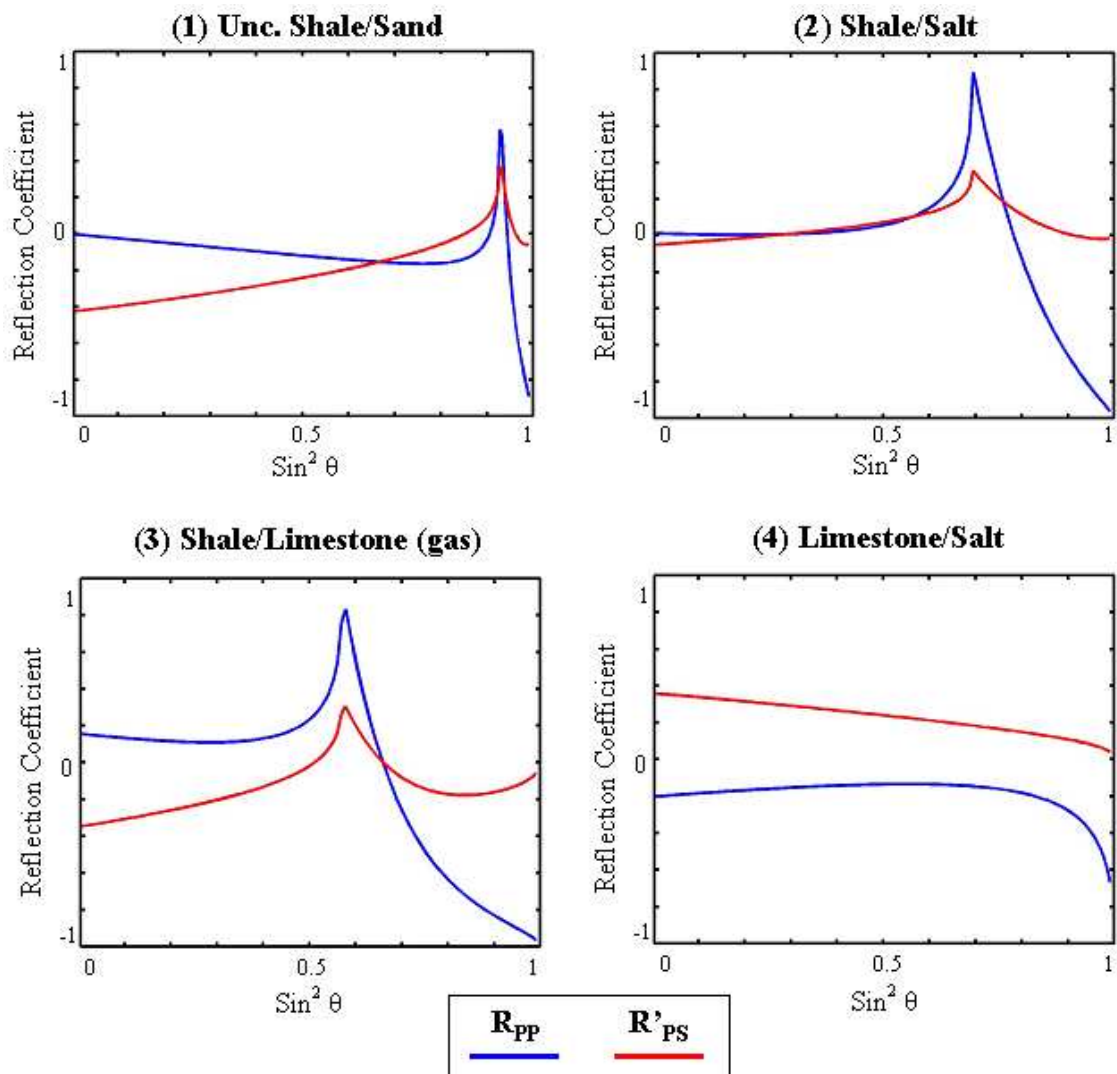 (1) Unc. Shale/Sand
1
0
-1
Reflection Coefficient
0 0.5 1
Sin² θ
(2) Shale/Salt
1
0
-1
Reflection Coefficient
0 0.5 1
Sin² θ
(3) Shale/Limestone (gas)
1
0
-1
Reflection Coefficient
0 0.5 1
Sin² θ
(4) Limestone/Salt
1
0
-1
Reflection Coefficient
0 0.5 1
Sin² θ
R_PP R'_PS